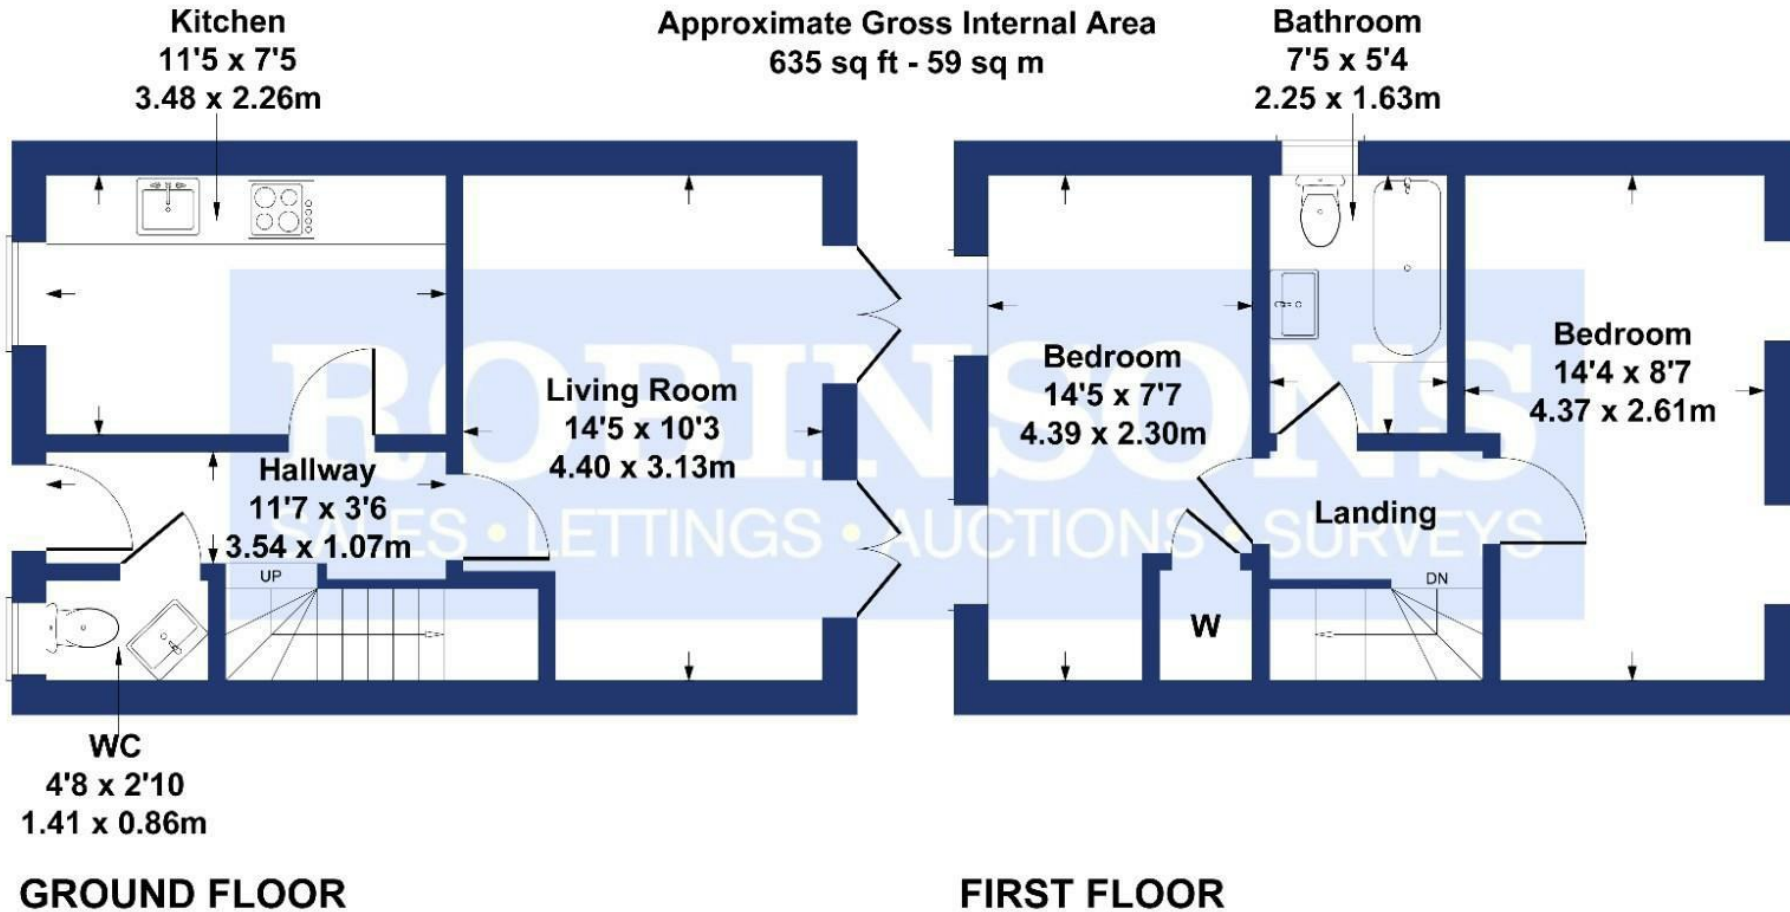 Kitchen
11'5 x 7'5
3.48 x 2.26m
Approximate Gross Internal Area
635 sq ft - 59 sq m
Bathroom
7'5 x 5'4
2.25 x 1.63m
Living Room
14'5 x 10'3
4.40 x 3.13m
Hallway
11'7 x 3'6
3.54 x 1.07m
UP
Bedroom
14'5 x 7'7
4.39 x 2.30m
Bedroom
14'4 x 8'7
4.37 x 2.61m
Landing
DN
W
ROBINSONS
SALES • LETTINGS • AUCTIONS • SURVEYS
WC
4'8 x 2'10
1.41 x 0.86m
GROUND FLOOR
FIRST FLOOR